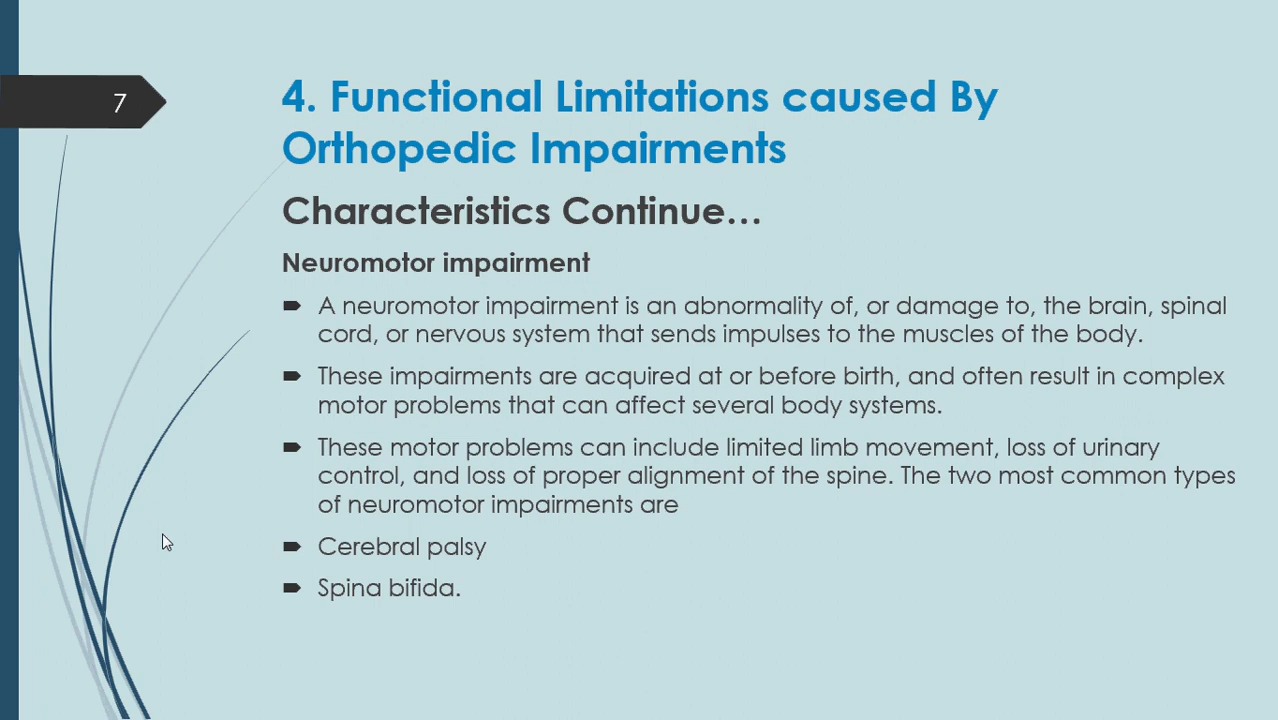 7
4. Functional Limitations caused By
Orthopedic Impairments
Characteristics Continue…
Neuromotor impairment
A neuromotor impairment is an abnormality of, or damage to, the brain, spinal
cord, or nervous system that sends impulses to the muscles of the body.
These impairments are acquired at or before birth, and often result in complex
motor problems that can affect several body systems.
These motor problems can include limited limb movement, loss of urinary
control, and loss of proper alignment of the spine. The two most common types
of neuromotor impairments are
Cerebral palsy
Spina bifida.